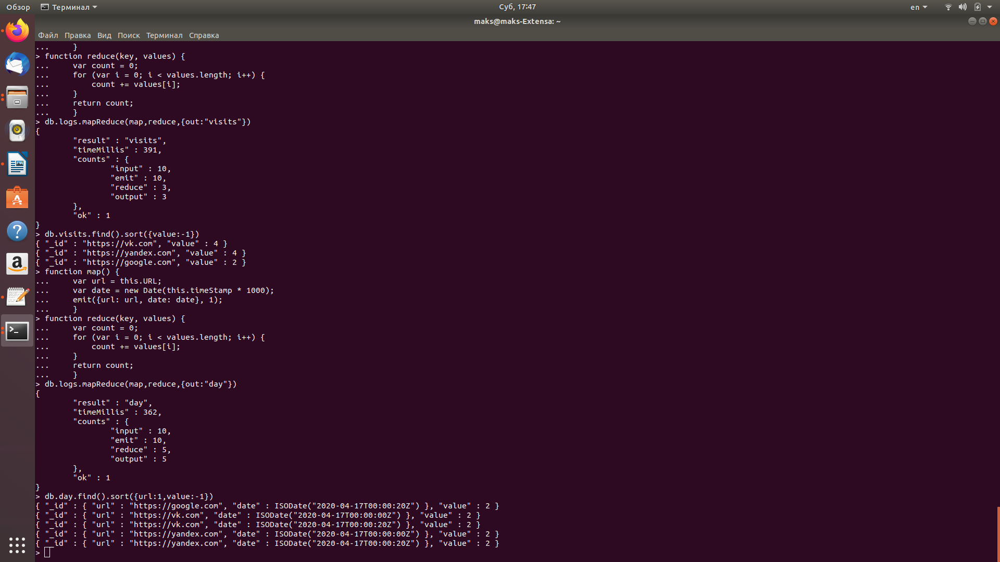 Обзор Терминал Суб, 17:47 en
maks@maks-Extensa: ~
Файл Правка Вид Поиск Терминал Справка
...     }
> function reduce(key, values) {
...     var count = 0;
...     for (var i = 0; i < values.length; i++) {
...         count += values[i];
...     }
...     return count;
...     }
> db.logs.mapReduce(map,reduce,{out:"visits"})
{
        "result" : "visits",
        "timeMillis" : 391,
        "counts" : {
                "input" : 10,
                "emit" : 10,
                "reduce" : 3,
                "output" : 3
        },
        "ok" : 1
}
> db.visits.find().sort({value:-1})
{ "_id" : "https://vk.com", "value" : 4 }
{ "_id" : "https://yandex.com", "value" : 4 }
{ "_id" : "https://google.com", "value" : 2 }
> function map() {
...     var url = this.URL;
...     var date = new Date(this.timeStamp * 1000);
...     emit({url: url, date: date}, 1);
...     }
> function reduce(key, values) {
...     var count = 0;
...     for (var i = 0; i < values.length; i++) {
...         count += values[i];
...     }
...     return count;
...     }
> db.logs.mapReduce(map,reduce,{out:"day"})
{
        "result" : "day",
        "timeMillis" : 362,
        "counts" : {
                "input" : 10,
                "emit" : 10,
                "reduce" : 5,
                "output" : 5
        },
        "ok" : 1
}
> db.day.find().sort({url:1,value:-1})
{ "_id" : { "url" : "https://google.com", "date" : ISODate("2020-04-17T00:00:20Z") }, "value" : 2 }
{ "_id" : { "url" : "https://vk.com", "date" : ISODate("2020-04-17T00:00:00Z") }, "value" : 2 }
{ "_id" : { "url" : "https://vk.com", "date" : ISODate("2020-04-17T00:00:20Z") }, "value" : 2 }
{ "_id" : { "url" : "https://yandex.com", "date" : ISODate("2020-04-17T00:00:00Z") }, "value" : 2 }
{ "_id" : { "url" : "https://yandex.com", "date" : ISODate("2020-04-17T00:00:20Z") }, "value" : 2 }
>